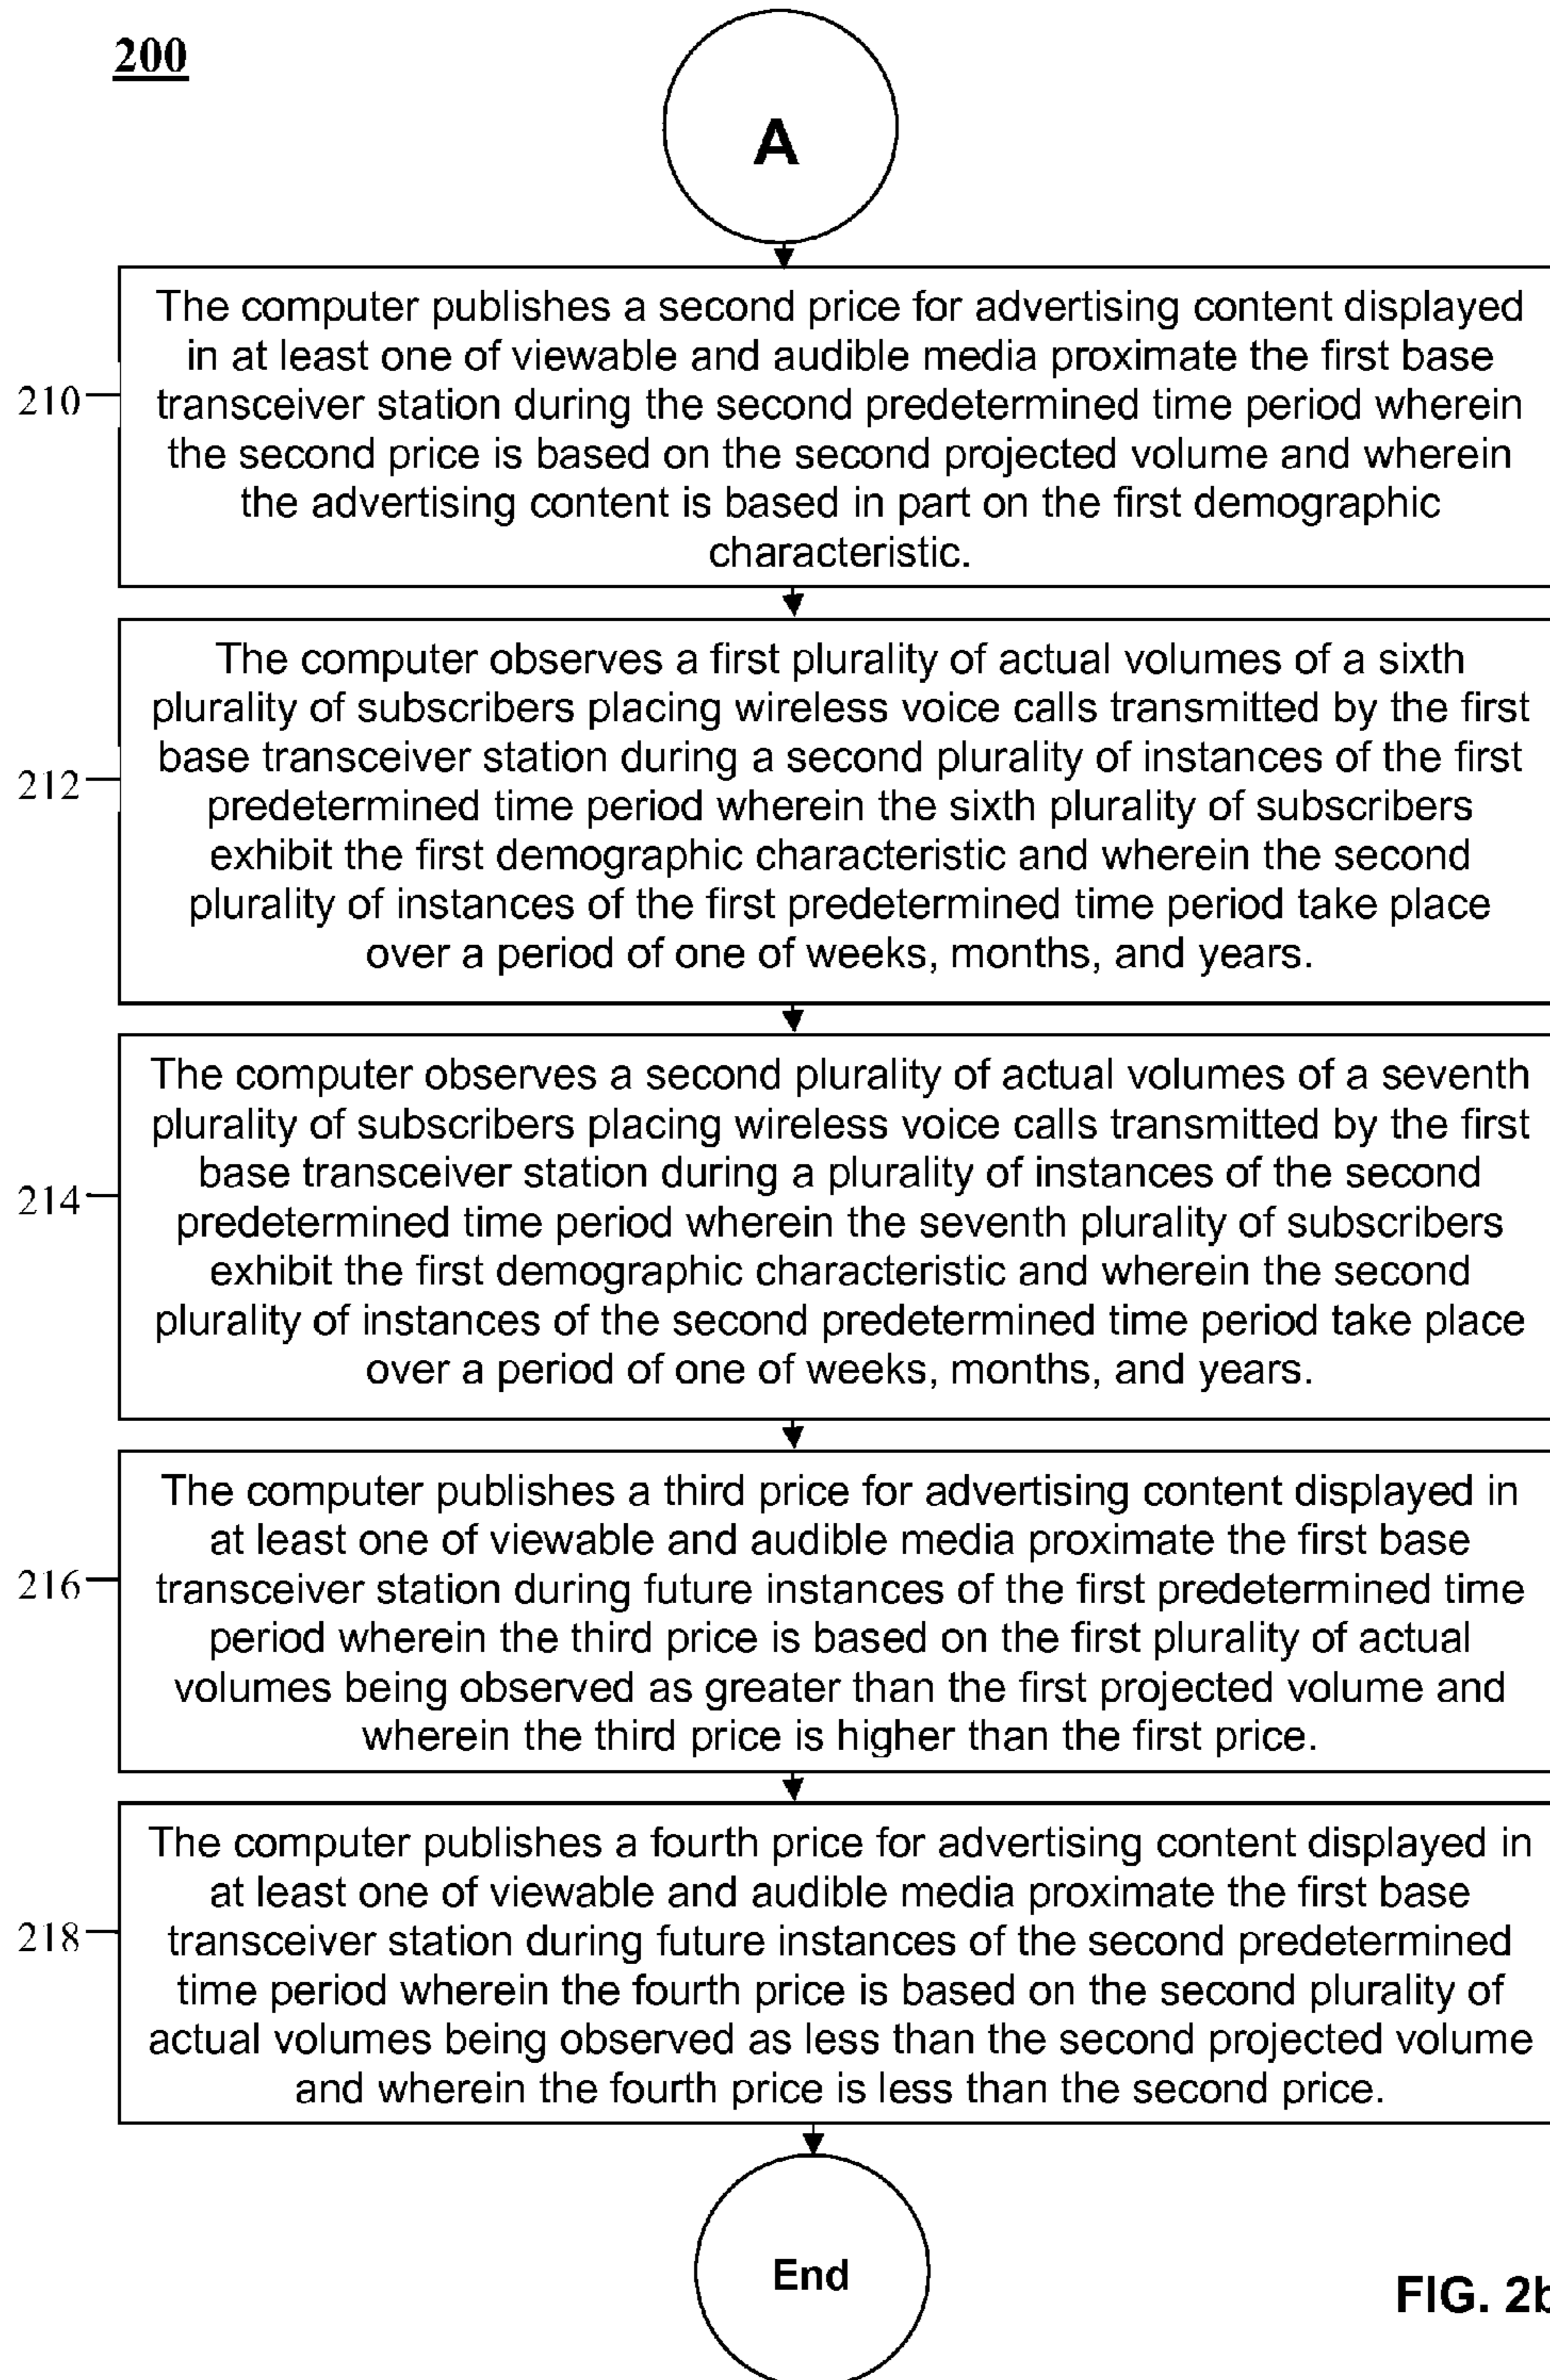 200
A
The computer publishes a second price for advertising content displayed
in at least one of viewable and audible media proximate the first base
210
transceiver station during the second predetermined time period wherein
the second price is based on the second projected volume and wherein
the advertising content is based in part on the first demographic
characteristic.
The computer observes a first plurality of actual volumes of a sixth
plurality of subscribers placing wireless voice calls transmitted by the first
base transceiver station during a second plurality of instances of the first
212
predetermined time period wherein the sixth plurality of subscribers
exhibit the first demographic characteristic and wherein the second
plurality of instances of the first predetermined time period take place
over a period of one of weeks, months, and years.
The computer observes a second plurality of actual volumes of a seventh
plurality of subscribers placing wireless voice calls transmitted by the first
base transceiver station during a plurality of instances of the second
214
predetermined time period wherein the seventh plurality of subscribers
exhibit the first demographic characteristic and wherein the second
plurality of instances of the second predetermined time period take place
over a period of one of weeks, months, and years.
The computer publishes a third price for advertising content displayed in
at least one of viewable and audible media proximate the first base
216
transceiver station during future instances of the first predetermined time
period wherein the third price is based on the first plurality of actual
volumes being observed as greater than the first projected volume and
wherein the third price is higher than the first price.
The computer publishes a fourth price for advertising content displayed in
at least one of viewable and audible media proximate the first base
218
transceiver station during future instances of the second predetermined
time period wherein the fourth price is based on the second plurality of
actual volumes being observed as less than the second projected volume
and wherein the fourth price is less than the second price.
End
FIG. 2b